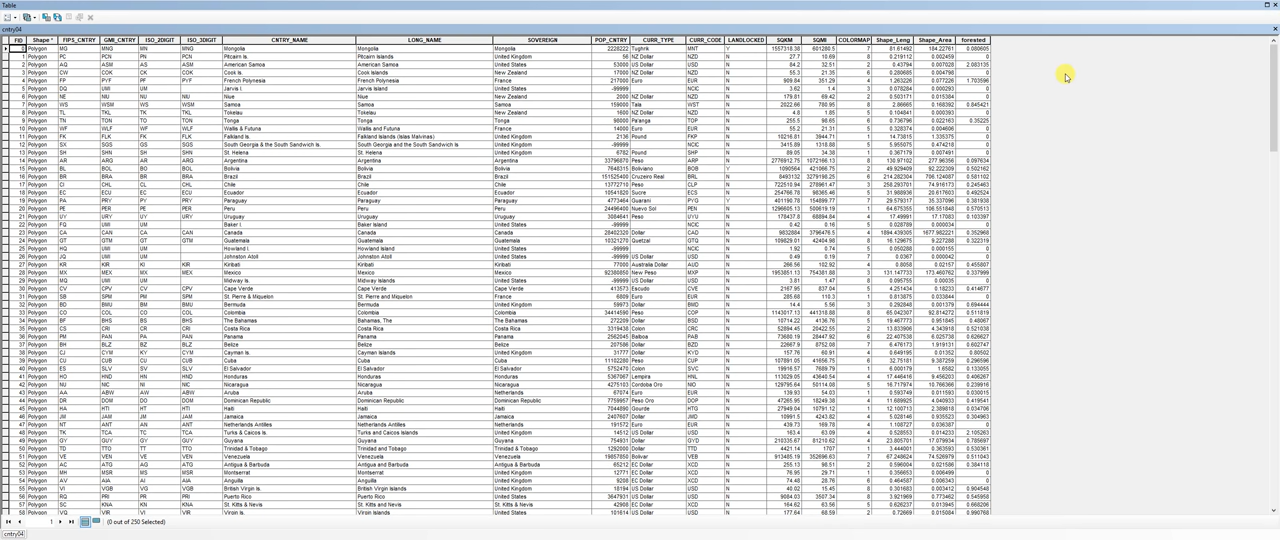 Table
cntry04
FID Shape * FIPS_CNTRY GMI_CNTRY ISO_2DIGIT ISO_3DIGIT CNTRY_NAME LONG_NAME SOVEREIGN POP_CNTRY CURR_TYPE CURR_CODE LANDLOCKED SQKM SQMI COLORMAP Shape_Leng Shape_Area forested
0 Polygon MG MNG MN MNG Mongolia Mongolia Mongolia 2228222 Tughrik MNT Y 1557318.38 601280.5 7 81.61492 184.22761 0.080605
1 Polygon PC PCN PN PCN Pitcairn Is. Pitcairn Islands United Kingdom 56 NZ Dollar NZD N 27.7 10.69 8 0.219112 0.002459 0
2 Polygon AQ ASM AS ASM American Samoa American Samoa United States 53000 US Dollar USD N 84.2 32.51 2 0.43794 0.007028 2.083135
3 Polygon CW COK CK COK Cook Is. Cook Islands New Zealand 17000 NZ Dollar NZD N 55.3 21.35 8 0.280685 0.004798 0
4 Polygon FP PYF PF PYF French Polynesia French Polynesia France 217000 Euro EUR N 909.84 351.29 4 1.263226 0.077226 1.703596
5 Polygon DQ UMI UM Jarvis I. Jarvis Island United States -99999 NCIC N 3.62 1.4 3 0.078284 0.000293 0
6 Polygon NE NIU NU NIU Niue Niue New Zealand 2000 NZ Dollar NZD N 179.81 69.42 2 0.503171 0.015384 0
7 Polygon WS WSM WS WSM Samoa Samoa Samoa 159000 Tala WST N 2022.66 780.95 2 2.86665 0.168392 0.845421
8 Polygon TL TKL TK TKL Tokelau Tokelau New Zealand 1600 NZ Dollar NZD N 4.8 1.85 5 0.104841 0.000393 0
9 Polygon TN TON TO TON Tonga Tonga Tonga 98000 Pa'anga TOP N 255.5 98.65 2 0.736796 0.022163 0.35225
10 Polygon WF WLF WF WLF Wallis & Futuna Wallis and Futuna France 14000 Euro EUR N 55.2 21.31 5 0.328374 0.004606 0
11 Polygon FK FLK FK FLK Falkland Is. Falkland Islands (Islas Malvinas) United Kingdom 2136 Pound FKP N 10216.81 3944.71 1 14.73815 1.335375 0
12 Polygon SX SGS GS SGS South Georgia & the South Sandwich Is. South Georgia and the South Sandwich Is. United Kingdom -99999 NCIC N 3415.89 1318.88 5 5.955075 0.474218 0
13 Polygon SH SHN SH SHN St. Helena St. Helena United Kingdom 6782 Pound SHP N 89.05 34.38 1 0.367179 0.007491 0
14 Polygon AR ARG AR ARG Argentina Argentina Argentina 33796870 Peso ARP N 2776912.75 1072166.13 8 130.97102 277.96356 0.097634
15 Polygon BL BOL BO BOL Bolivia Bolivia Bolivia 7648315 Boliviano BOB Y 1090564 421066.75 2 49.929409 92.222389 0.502162
16 Polygon BR BRA BR BRA Brazil Brazil Brazil 151525400 Cruzeiro Real BRL N 8493132 3279198.25 6 214.282304 706.124087 0.581102
17 Polygon CI CHL CL CHL Chile Chile Chile 13772710 Peso CLP N 722510.94 278961.47 3 258.293701 74.916173 0.245463
18 Polygon EC ECU EC ECU Ecuador Ecuador Ecuador 10541820 Sucre ECS N 256764.78 98365.46 5 31.988936 20.617603 0.492524
19 Polygon PA PRY PY PRY Paraguay Paraguay Paraguay 4773464 Guarani PYG Y 401190.78 154899.77 5 29.579317 35.337096 0.381938
20 Polygon PE PER PE PER Peru Peru Peru 24496400 Nuevo Sol PEN N 1296605.13 500619.19 1 64.675355 106.551848 0.570513
21 Polygon UY URY UY URY Uruguay Uruguay Uruguay 3084641 Peso UYU N 178437.8 68894.84 2 17.49991 17.17083 0.103397
22 Polygon FQ UMI UM Baker I. Baker Island United States -99999 NCIC N 0.42 0.16 5 0.028789 0.000034 0
23 Polygon CA CAN CA CAN Canada Canada Canada 28402320 Dollar CAD N 9832884 3796476.5 4 1894.439305 1677.982221 0.352968
24 Polygon GT GTM GT GTM Guatemala Guatemala Guatemala 10321270 Quetzal GTQ N 109829.01 42404.98 1 16.129675 9.227288 0.322319
25 Polygon HQ UMI UM Howland I. Howland Island United States -99999 NCIC N 1.92 0.74 5 0.050822 0.000155 0
26 Polygon JQ UMI UM Johnston Atoll Johnston Atoll United States -99999 US Dollar USD N 0.49 0.19 7 0.0367 0.000042 0
27 Polygon KR KIR KI KIR Kiribati Kiribati Kiribati 77000 Australia Dollar AUD N 266.56 102.92 4 0.8058 0.02157 0.455807
28 Polygon MX MEX MX MEX Mexico Mexico Mexico 92380850 New Peso MXP N 1953851.13 754381.88 3 131.147733 173.460762 0.337999
29 Polygon MQ UMI UM Midway Is. Midway Islands United States -99999 US Dollar USD N 3.81 1.47 8 0.095755 0.00035 0
30 Polygon CV CPV CV CPV Cape Verde Cape Verde Cape Verde 413573 Escudo CVE N 2167.95 837.04 5 4.251434 0.18233 0.414677
31 Polygon SB SPM PM SPM St. Pierre & Miquelon St. Pierre and Miquelon France 6809 Euro EUR N 285.68 110.3 1 0.813875 0.033844 0
32 Polygon BD BMU BM BMU Bermuda Bermuda United Kingdom 59973 Dollar BMD N 14.4 5.56 3 0.292848 0.001389 0.694444
33 Polygon CO COL CO COL Colombia Colombia Colombia 34414590 Peso COP N 1143017.13 441318.88 8 65.042307 92.814272 0.511819
34 Polygon BF BHS BS BHS The Bahamas Bahamas, The The Bahamas 272209 Dollar BSD N 10714.22 4136.76 5 19.467773 0.951845 0.48067
35 Polygon CS CRI CR CRI Costa Rica Costa Rica Costa Rica 3319438 Colon CRC N 52894.45 20422.55 2 13.833906 4.343418 0.521038
36 Polygon PM PAN PA PAN Panama Panama Panama 2562045 Balboa PAB N 74697.16 28840.57 2 22.407538 6.162628 0.626627
37 Polygon BH BLZ BZ BLZ Belize Belize Belize 207586 Dollar BZD N 22667.9 8752.08 7 6.476173 1.919131 0.602747
38 Polygon CJ CYM KY CYM Cayman Is. Cayman Islands United Kingdom 31777 Dollar KYD N 157.76 60.91 4 0.649195 0.01352 0.80502
39 Polygon CU CUB CU CUB Cuba Cuba Cuba 11102280 Peso CUP N 107891.05 41656.75 6 32.75181 9.387259 0.296596
40 Polygon ES SLV SV SLV El Salvador El Salvador El Salvador 5752470 Colon SVC N 19916.57 7689.79 1 6.000259 1.6582 0.133055
41 Polygon HO HND HN HND Honduras Honduras Honduras 5367067 Lempira HNL N 113029.05 43640.54 7 17.446416 9.456203 0.406267
42 Polygon NU NIC NI NIC Nicaragua Nicaragua Nicaragua 4275103 Cordoba Oro NIO N 129795.64 50114.08 5 16.717974 10.766366 0.239916
43 Polygon AA ABW AW ABW Aruba Aruba Netherlands 67074 Euro EUR N 139.93 54.03 1 0.593749 0.011593 0.030015
44 Polygon DR DOM DO DOM Dominican Republic Dominican Republic Dominican Republic 7759957 Peso Oro DOP N 47265.95 18249.38 4 11.689925 4.104013 0.419541
45 Polygon HA HTI HT HTI Haiti Haiti Haiti 7044890 Gourde HTG N 27949.04 10791.12 1 12.100713 2.389818 0.034706
46 Polygon JM JAM JM JAM Jamaica Jamaica Jamaica 2407607 Dollar JMD N 10991.5 4243.82 4 5.028146 0.935523 0.304963
47 Polygon NT ANT AN ANT Netherlands Antilles Netherlands Antilles Netherlands 191572 Euro EUR N 439.73 169.78 4 1.108727 0.036387 0
48 Polygon TK TCA TC TCA Turks & Caicos Is. Turks and Caicos Islands United Kingdom 14512 US Dollar USD N 163.4 63.09 4 0.528553 0.014233 2.105263
49 Polygon GY GUY GY GUY Guyana Guyana Guyana 754931 Dollar GYD N 210335.67 81210.62 4 23.805701 17.079934 0.785697
50 Polygon TD TTO TT TTO Trinidad & Tobago Trinidad and Tobago Trinidad & Tobago 1292000 Dollar TTD N 4421.14 1707 1 3.444001 0.363593 0.530361
51 Polygon VE VEN VE VEN Venezuela Venezuela Venezuela 19857850 Bolivar VEB N 913485.19 352696.63 7 67.248624 74.526979 0.511043
52 Polygon AC ATG AG ATG Antigua & Barbuda Antigua and Barbuda Antigua & Barbuda 65212 EC Dollar XCD N 255.13 98.51 2 0.596004 0.021586 0.384118
53 Polygon MH MSR MS MSR Montserrat Montserrat United Kingdom 12771 EC Dollar XCD N 76.95 29.71 1 0.356732 0.006499 0
54 Polygon AV AIA AI AIA Anguilla Anguilla United Kingdom 9208 EC Dollar XCD N 74.48 28.76 6 0.464587 0.0063 0
55 Polygon VI VGB VG VGB British Virgin Is. British Virgin Islands United Kingdom 18194 US Dollar USD N 40.02 15.45 8 0.301683 0.003412 0.904548
56 Polygon RQ PRI PR PRI Puerto Rico Puerto Rico United States 3647931 US Dollar USD N 9084.03 3507.34 8 3.921969 0.773462 0.545958
57 Polygon SC KNA KN KNA St. Kitts & Nevis St. Kitts and Nevis St. Kitts & Nevis 42908 EC Dollar XCD N 163.63 63.56 2 0.665765 0.013943 0.668206
58 Polygon VQ VIR VI VIR Virgin Is. Virgin Islands United States 101614 US Dollar USD N 177.64 68.59 2 0.72669 0.015084 0.990768
1 (0 out of 250 Selected)
cntry04